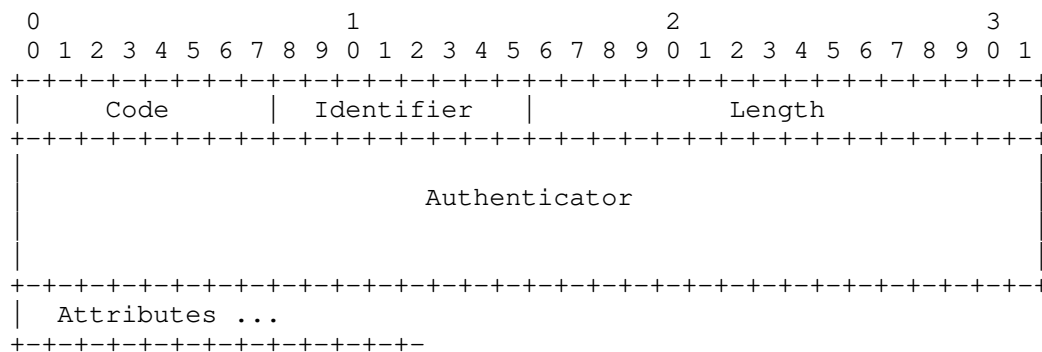 0                   1                   2                   3
 0 1 2 3 4 5 6 7 8 9 0 1 2 3 4 5 6 7 8 9 0 1 2 3 4 5 6 7 8 9 0 1
+-+-+-+-+-+-+-+-+-+-+-+-+-+-+-+-+-+-+-+-+-+-+-+-+-+-+-+-+-+-+-+-+
|     Code      |  Identifier   |            Length             |
+-+-+-+-+-+-+-+-+-+-+-+-+-+-+-+-+-+-+-+-+-+-+-+-+-+-+-+-+-+-+-+-+
|                                                               |
|                         Authenticator                         |
|                                                               |
|                                                               |
+-+-+-+-+-+-+-+-+-+-+-+-+-+-+-+-+-+-+-+-+-+-+-+-+-+-+-+-+-+-+-+-+
|  Attributes ...
+-+-+-+-+-+-+-+-+-+-+-+-+-